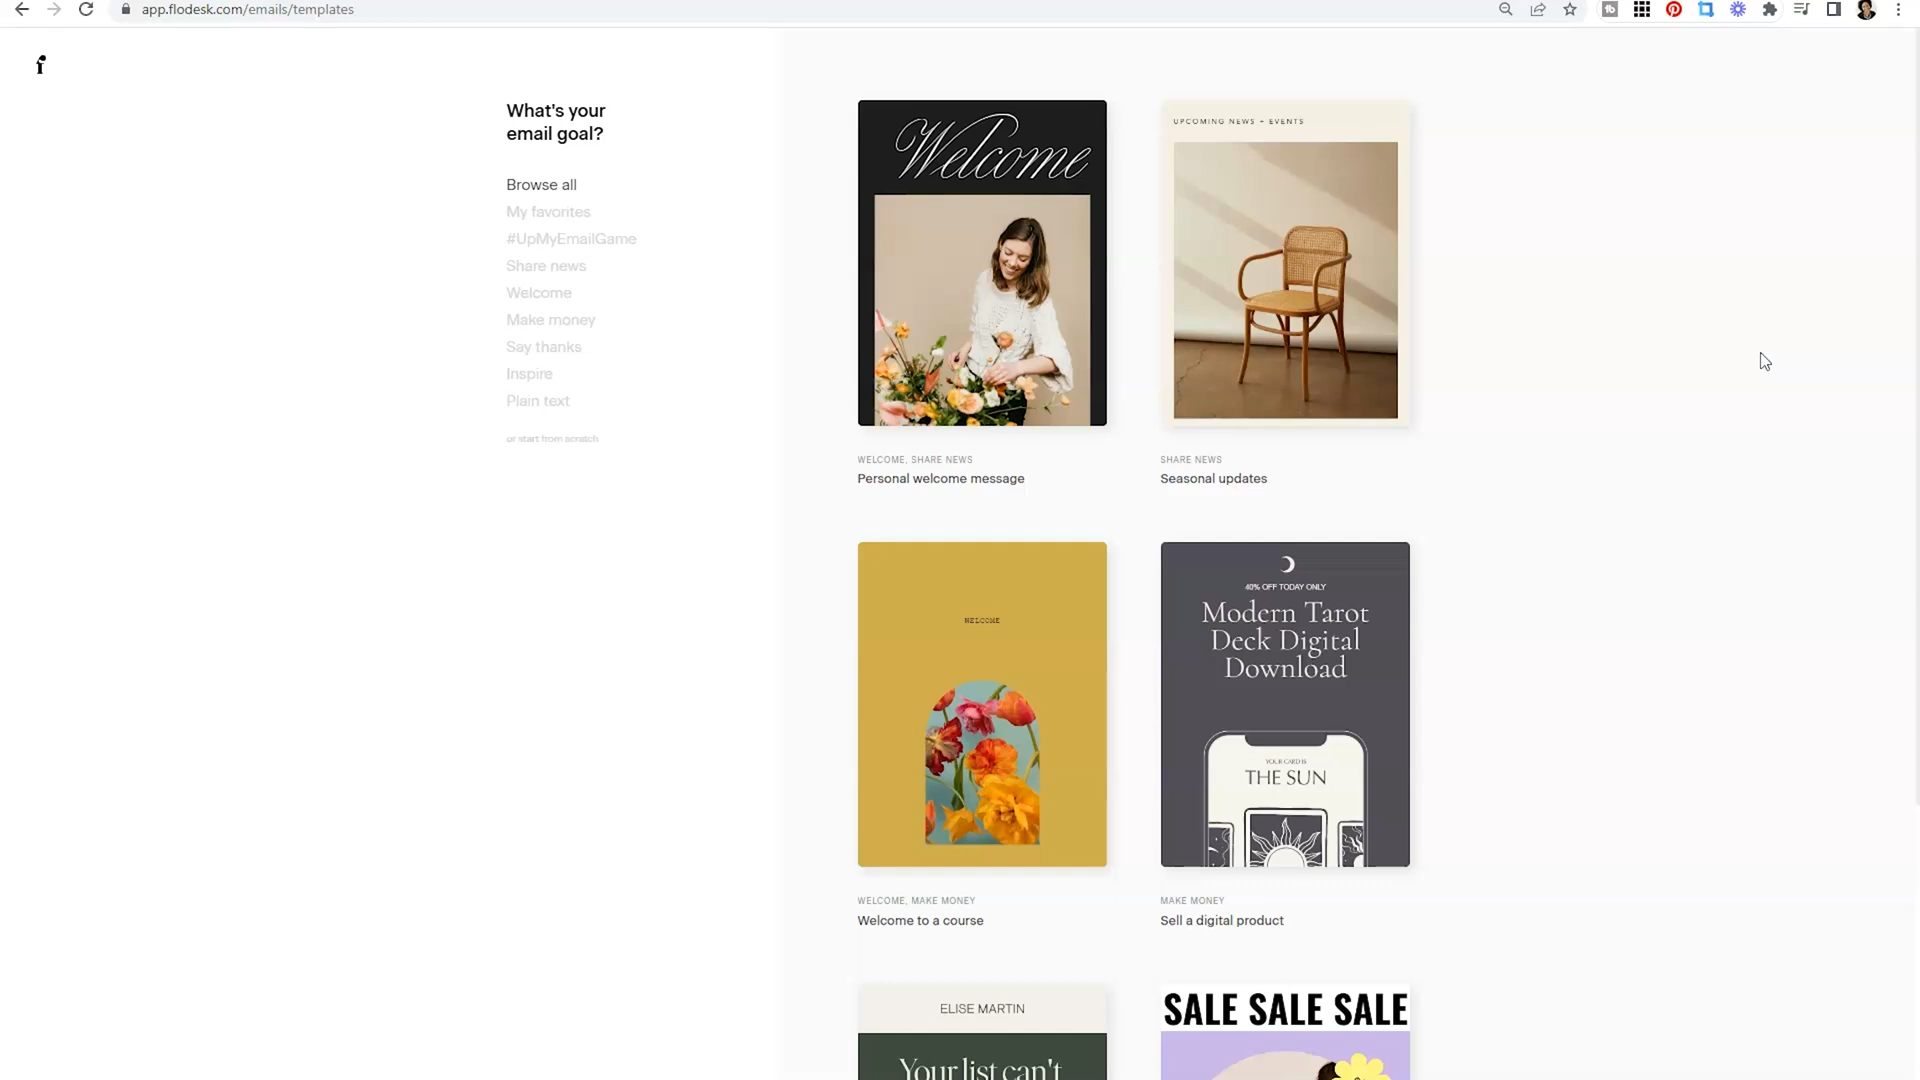 app.flodesk.com/emails/templates
What's your
email goal?
Browse all
My favorites
#UpMyEmailGame
Share news
Welcome
Make money
Say thanks
Inspire
Plain text
or start from scratch
Welcome
WELCOME, SHARE NEWS
Personal welcome message
UPCOMING NEWS + EVENTS
SHARE NEWS
Seasonal updates
WELCOME
WELCOME, MAKE MONEY
Welcome to a course
40% OFF TODAY ONLY
Modern Tarot
Deck Digital
Download
YOUR CARD IS
THE SUN
MAKE MONEY
Sell a digital product
ELISE MARTIN
Your list can't
SALE SALE SALE